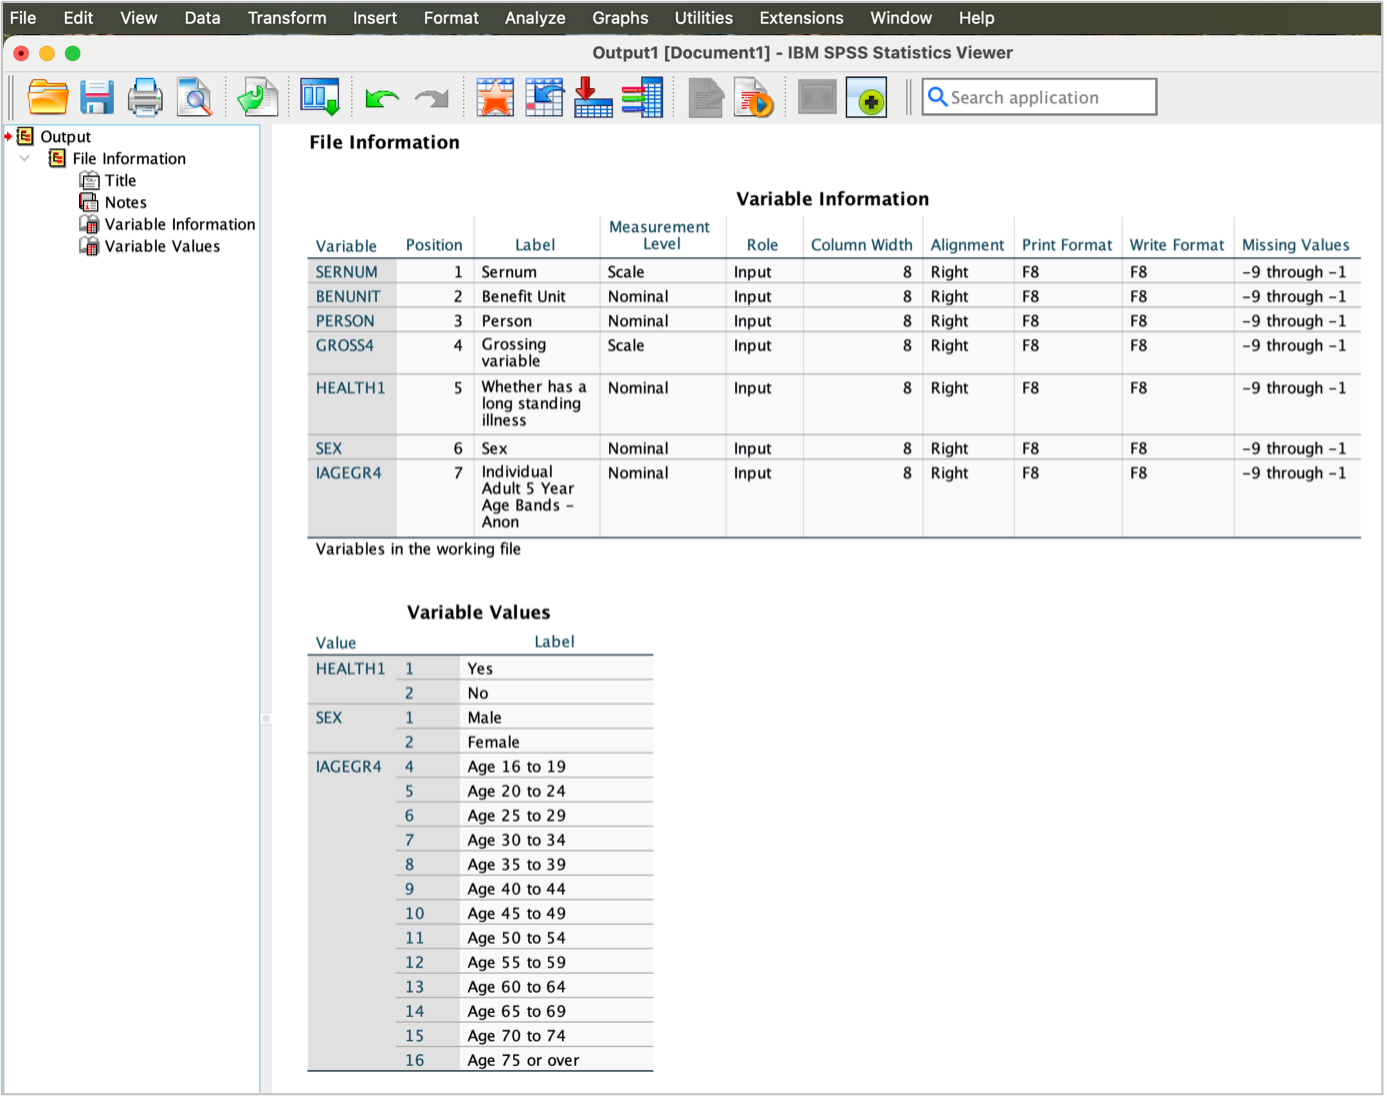 File Edit View Data Transform Insert Format Analyze Graphs Utilities Extensions Window Help
Output1 [Document1] - IBM SPSS Statistics Viewer
Search application
Output
File Information
Title
Notes
Variable Information
Variable Values
File Information
Variable Information
Variable Position Label Measurement Level Role Column Width Alignment Print Format Write Format Missing Values
SERNUM 1 Sernum Scale Input 8 Right F8 F8 -9 through -1
BENUNIT 2 Benefit Unit Nominal Input 8 Right F8 F8 -9 through -1
PERSON 3 Person Nominal Input 8 Right F8 F8 -9 through -1
GROSS4 4 Grossing variable Scale Input 8 Right F8 F8 -9 through -1
HEALTH1 5 Whether has a long standing illness Nominal Input 8 Right F8 F8 -9 through -1
SEX 6 Sex Nominal Input 8 Right F8 F8 -9 through -1
IAGEGR4 7 Individual Adult 5 Year Age Bands - Anon Nominal Input 8 Right F8 F8 -9 through -1
Variables in the working file
Variable Values
Value Label
HEALTH1 1 Yes
2 No
SEX 1 Male
2 Female
IAGEGR4 4 Age 16 to 19
5 Age 20 to 24
6 Age 25 to 29
7 Age 30 to 34
8 Age 35 to 39
9 Age 40 to 44
10 Age 45 to 49
11 Age 50 to 54
12 Age 55 to 59
13 Age 60 to 64
14 Age 65 to 69
15 Age 70 to 74
16 Age 75 or over